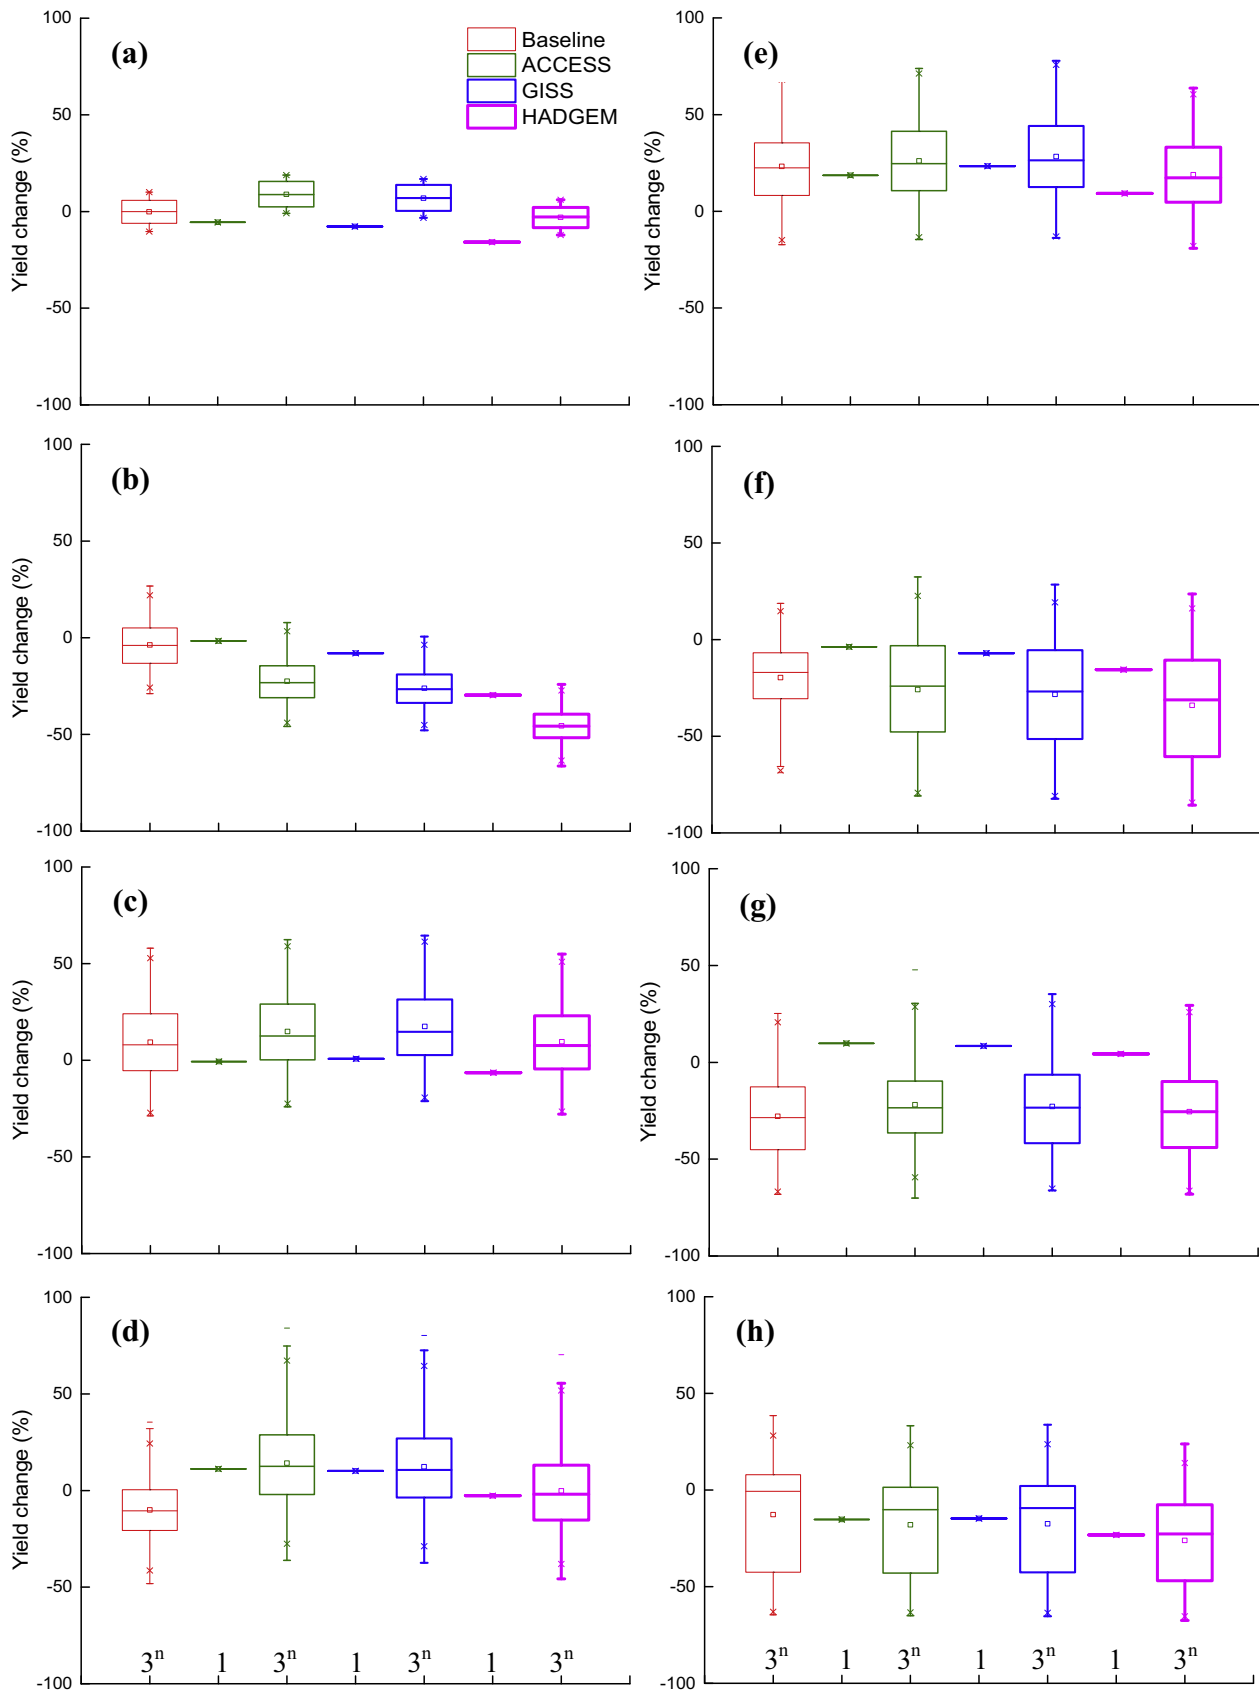 (a)
Baseline
ACCESS
GISS
HADGEM
Yield change (%)
100
50
0
-50
-100
(e)
Yield change (%)
100
50
0
-50
-100
(b)
Yield change (%)
100
50
0
-50
-100
(f)
100
50
0
-50
-100
(c)
Yield change (%)
100
50
0
-50
-100
(g)
Yield change (%)
100
50
0
-50
-100
(d)
Yield change (%)
100
50
0
-50
-100
3ⁿ 1 3ⁿ 1 3ⁿ 1 3ⁿ
(h)
Yield change (%)
100
50
0
-50
-100
3ⁿ 1 3ⁿ 1 3ⁿ 1 3ⁿ